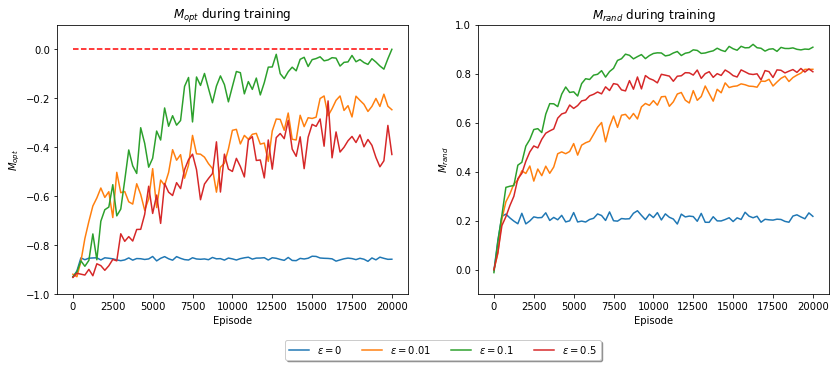 M_opt during training
M_opt
0.0
−0.2
−0.4
−0.6
−0.8
−1.0
0 2500 5000 7500 10000 12500 15000 17500 20000
Episode
M_rand during training
M_rand
1.0
0.8
0.6
0.4
0.2
0.0
0 2500 5000 7500 10000 12500 15000 17500 20000
Episode
ε = 0 ε = 0.01 ε = 0.1 ε = 0.5